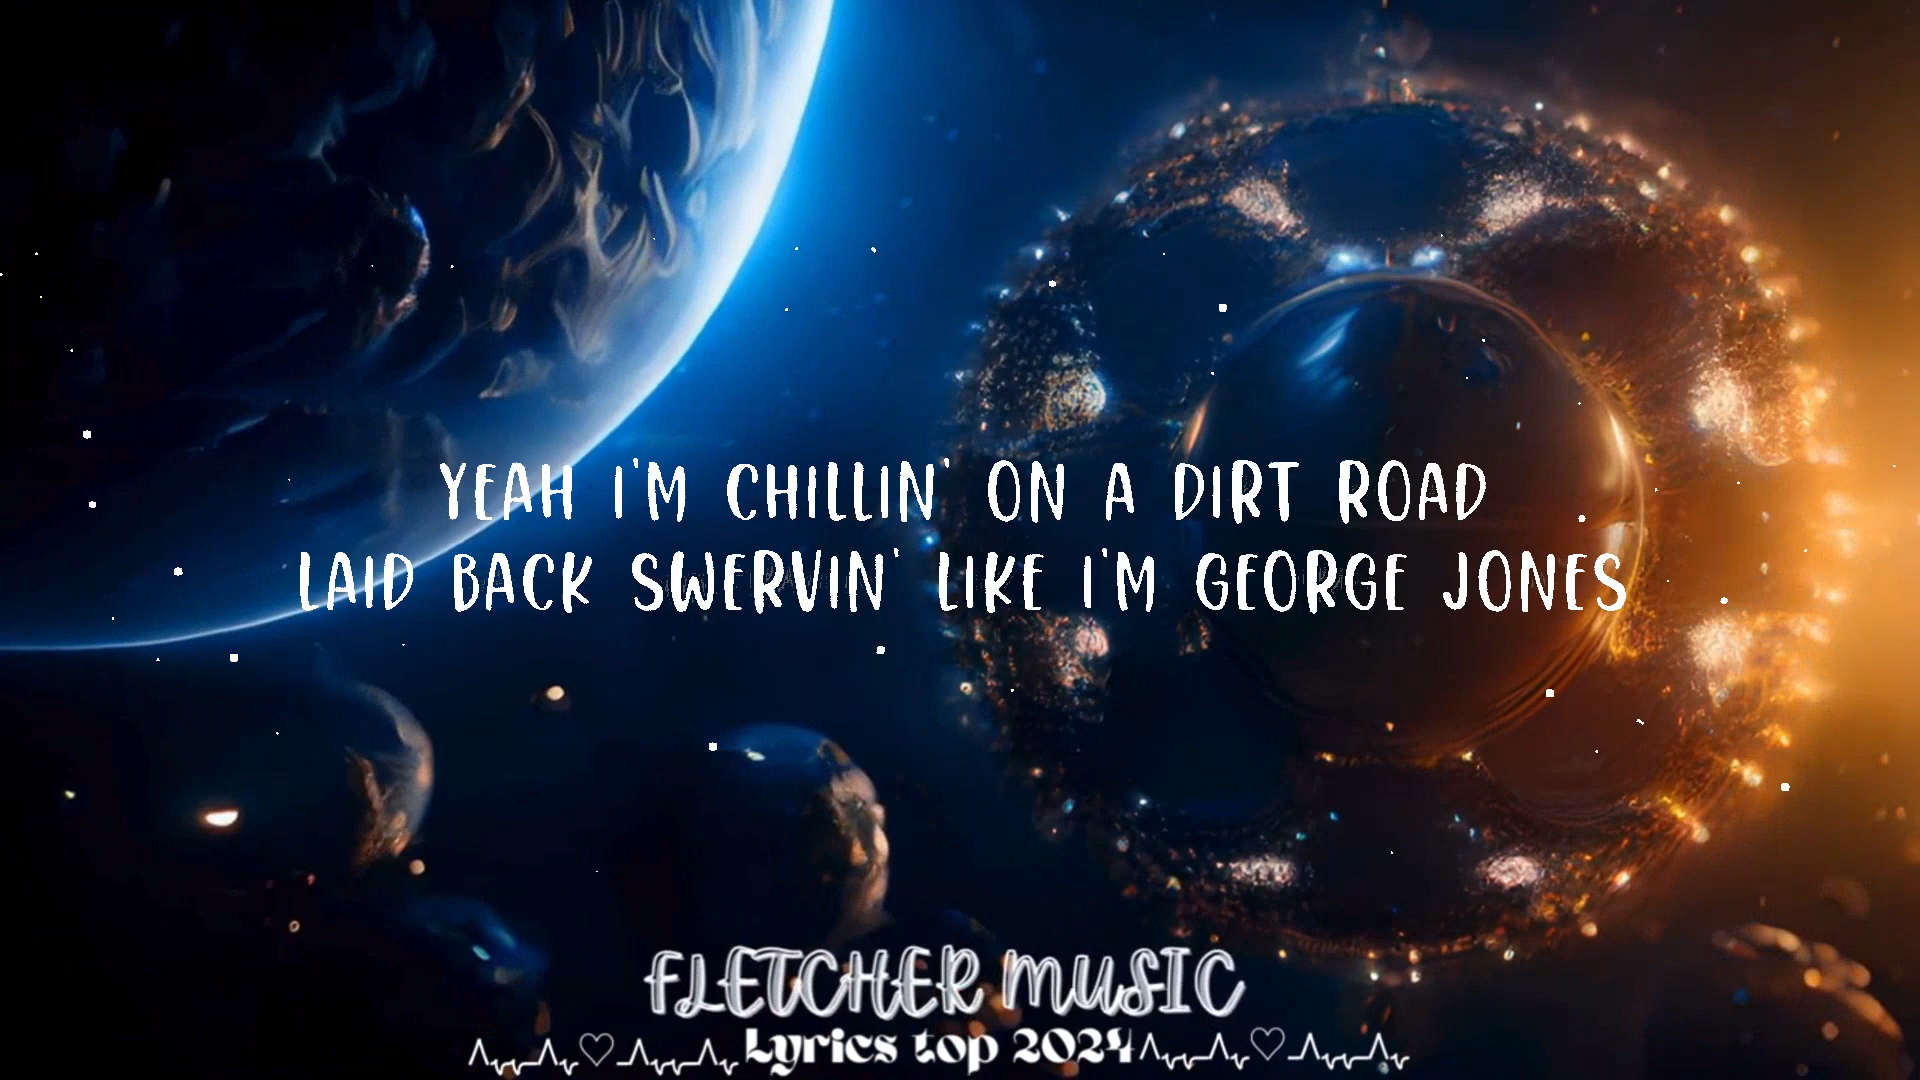 YEAH I'M CHILLIN' ON A DIRT ROAD
LAID BACK SWERVIN' LIKE I'M GEORGE JONES
FLETCHER MUSIC
Lyrics top 2024